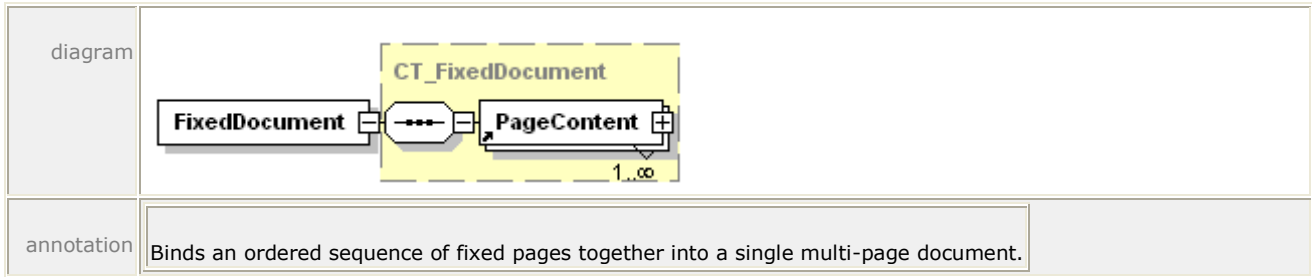 diagram
CT_FixedDocument
FixedDocument
PageContent
1..∞
annotation
Binds an ordered sequence of fixed pages together into a single multi-page document.